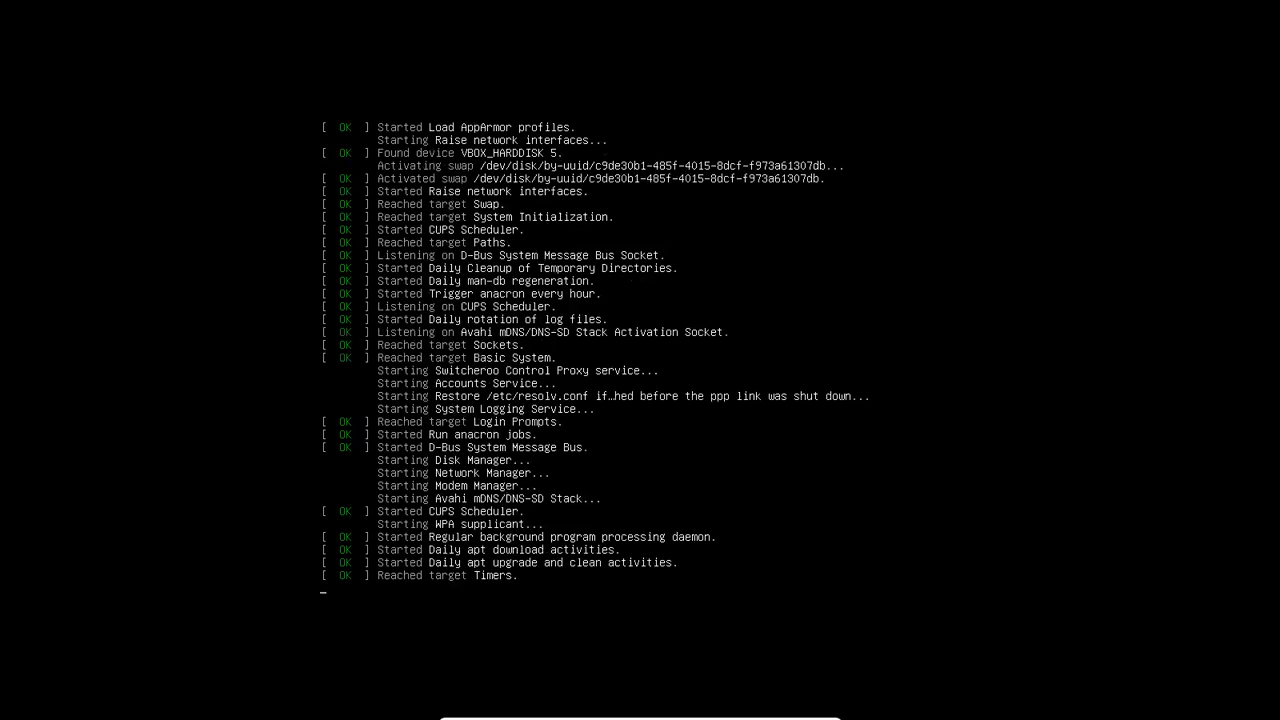 [  OK  ] Started Load AppArmor profiles.
Starting Raise network interfaces...
[  OK  ] Found device VBOX_HARDDISK 5.
Activating swap /dev/disk/by-uuid/c9de30b1-485f-4015-8dcf-f973a61307db...
[  OK  ] Activated swap /dev/disk/by-uuid/c9de30b1-485f-4015-8dcf-f973a61307db.
[  OK  ] Started Raise network interfaces.
[  OK  ] Reached target Swap.
[  OK  ] Reached target System Initialization.
[  OK  ] Started CUPS Scheduler.
[  OK  ] Reached target Paths.
[  OK  ] Listening on D-Bus System Message Bus Socket.
[  OK  ] Started Daily Cleanup of Temporary Directories.
[  OK  ] Started Daily man-db regeneration.
[  OK  ] Started Trigger anacron every hour.
[  OK  ] Listening on CUPS Scheduler.
[  OK  ] Started Daily rotation of log files.
[  OK  ] Listening on Avahi mDNS/DNS-SD Stack Activation Socket.
[  OK  ] Reached target Sockets.
[  OK  ] Reached target Basic System.
Starting Switcheroo Control Proxy service...
Starting Accounts Service...
Starting Restore /etc/resolv.conf if…hed before the ppp link was shut down...
Starting System Logging Service...
[  OK  ] Reached target Login Prompts.
[  OK  ] Started Run anacron jobs.
[  OK  ] Started D-Bus System Message Bus.
Starting Disk Manager...
Starting Network Manager...
Starting Modem Manager...
Starting Avahi mDNS/DNS-SD Stack...
[  OK  ] Started CUPS Scheduler.
Starting WPA supplicant...
[  OK  ] Started Regular background program processing daemon.
[  OK  ] Started Daily apt download activities.
[  OK  ] Started Daily apt upgrade and clean activities.
[  OK  ] Reached target Timers.